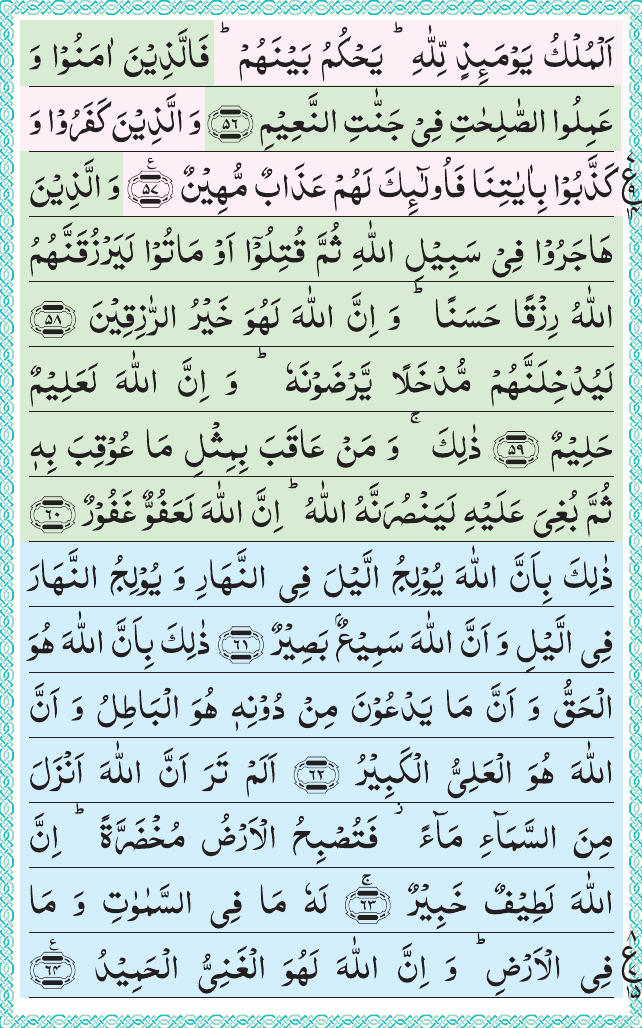 اَلْمُلْكُ يَوْمَىِٕذٍ لِّلّٰهِ ؕ يَحْكُمُ بَيْنَهُمْ ؕ فَالَّذِيْنَ اٰمَنُوْا وَ
عَمِلُوا الصّٰلِحٰتِ فِيْ جَنّٰتِ النَّعِيْمِ ۝۵۶ وَ الَّذِيْنَ كَفَرُوْا وَ
كَذَّبُوْا بِاٰيٰتِنَا فَاُولٰٓىِٕكَ لَهُمْ عَذَابٌ مُّهِيْنٌ ۝۵۷ ع وَ الَّذِيْنَ
هَاجَرُوْا فِيْ سَبِيْلِ اللّٰهِ ثُمَّ قُتِلُوْۤا اَوْ مَاتُوْا لَيَرْزُقَنَّهُمُ
اللّٰهُ رِزْقًا حَسَنًا ؕ وَ اِنَّ اللّٰهَ لَهُوَ خَيْرُ الرّٰزِقِيْنَ ۝۵۸
لَيُدْخِلَنَّهُمْ مُّدْخَلًا يَّرْضَوْنَهٗ ؕ وَ اِنَّ اللّٰهَ لَعَلِيْمٌ
حَلِيْمٌ ۝۵۹ ذٰلِكَ ۚ وَ مَنْ عَاقَبَ بِمِثْلِ مَا عُوْقِبَ بِهٖ
ثُمَّ بُغِيَ عَلَيْهِ لَيَنْصُرَنَّهُ اللّٰهُ ؕ اِنَّ اللّٰهَ لَعَفُوٌّ غَفُوْرٌ ۝۶۰
ذٰلِكَ بِاَنَّ اللّٰهَ يُوْلِجُ الَّيْلَ فِي النَّهَارِ وَ يُوْلِجُ النَّهَارَ
فِي الَّيْلِ وَ اَنَّ اللّٰهَ سَمِيْعٌۢ بَصِيْرٌ ۝۶۱ ذٰلِكَ بِاَنَّ اللّٰهَ هُوَ
الْحَقُّ وَ اَنَّ مَا يَدْعُوْنَ مِنْ دُوْنِهٖ هُوَ الْبَاطِلُ وَ اَنَّ
اللّٰهَ هُوَ الْعَلِيُّ الْكَبِيْرُ ۝۶۲ اَلَمْ تَرَ اَنَّ اللّٰهَ اَنْزَلَ
مِنَ السَّمَآءِ مَآءً ؗ فَتُصْبِحُ الْاَرْضُ مُخْضَرَّةً ؕ اِنَّ
اللّٰهَ لَطِيْفٌ خَبِيْرٌ ۝۶۳ۚ لَهٗ مَا فِي السَّمٰوٰتِ وَ مَا
فِي الْاَرْضِ ؕ وَ اِنَّ اللّٰهَ لَهُوَ الْغَنِيُّ الْحَمِيْدُ ۝۶۴ ع